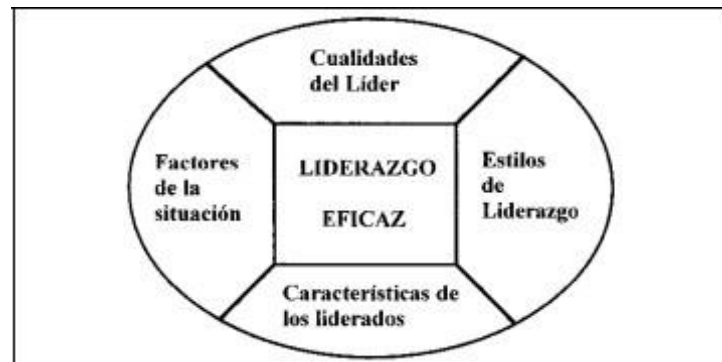 Cualidades
del Líder
Factores
de la
situación
LIDERAZGO
EFICAZ
Estilos
de
Liderazgo
Características de
los liderados